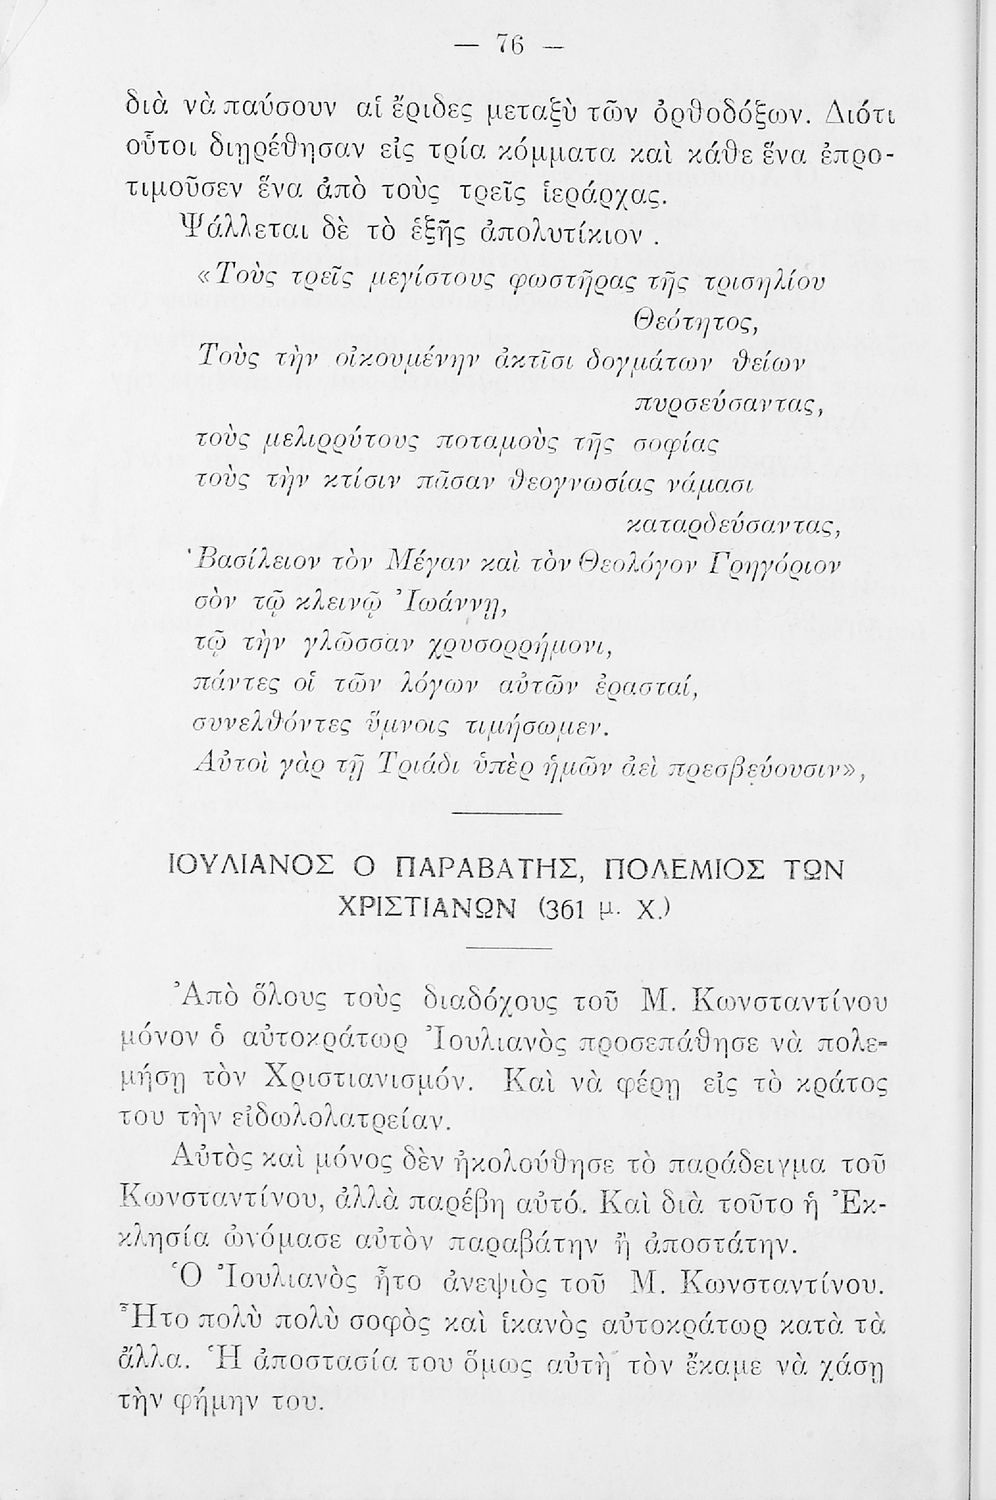 — 76 —
διὰ νὰ παύσουν αἱ ἔριδες μεταξὺ τῶν ὀρθοδόξων. Διότι
οὗτοι διῃρέθησαν εἰς τρία κόμματα καὶ κάθε ἕνα ἐπρο-
τιμοῦσεν ἕνα ἀπὸ τοὺς τρεῖς ἱεράρχας.
Ψάλλεται δὲ τὸ ἑξῆς ἀπολυτίκιον .
«Τοὺς τρεῖς μεγίστους φωστῆρας τῆς τρισηλίου
Θεότητος,
Τοὺς τὴν οἰκουμένην ἀκτῖσι δογμάτων θείων
πυρσεύσαντας,
τοὺς μελιρρύτους ποταμοὺς τῆς σοφίας
τοὺς τὴν κτίσιν πᾶσαν θεογνωσίας νάμασι
καταρδεύσαντας,
Βασίλειον τὸν Μέγαν καὶ τὸν Θεολόγον Γρηγόριον
σὸν τῷ κλεινῷ Ἰωάννῃ,
τῷ τὴν γλῶσσαν χρυσορρήμονι,
πάντες οἱ τῶν λόγων αὐτῶν ἐρασταί,
συνελθόντες ὕμνοις τιμήσωμεν.
Αὐτοὶ γὰρ τῇ Τριάδι ὑπὲρ ἡμῶν ἀεὶ πρεσβεύουσιν»,
ΙΟΥΛΙΑΝΟΣ Ο ΠΑΡΑΒΑΤΗΣ, ΠΟΛΕΜΙΟΣ ΤΩΝ
ΧΡΙΣΤΙΑΝΩΝ (361 μ. Χ.)
Ἀπὸ ὅλους τοὺς διαδόχους τοῦ Μ. Κωνσταντίνου
μόνον ὁ αὐτοκράτωρ Ἰουλιανὸς προσεπάθησε νὰ πολε-
μήσῃ τὸν Χριστιανισμόν. Καὶ νὰ φέρῃ εἰς τὸ κράτος
του τὴν εἰδωλολατρείαν.
Αὐτὸς καὶ μόνος δὲν ἠκολούθησε τὸ παράδειγμα τοῦ
Κωνσταντίνου, ἀλλὰ παρέβη αὐτό. Καὶ διὰ τοῦτο ἡ Ἐκ-
κλησία ὠνόμασε αὐτὸν παραβάτην ἢ ἀποστάτην.
Ὁ Ἰουλιανὸς ἦτο ἀνεψιὸς τοῦ Μ. Κωνσταντίνου.
Ἦτο πολὺ πολὺ σοφὸς καὶ ἱκανὸς αὐτοκράτωρ κατὰ τὰ
ἄλλα. Ἡ ἀποστασία του ὅμως αὐτὴ τὸν ἔκαμε νὰ χάσῃ
τὴν φήμην του.